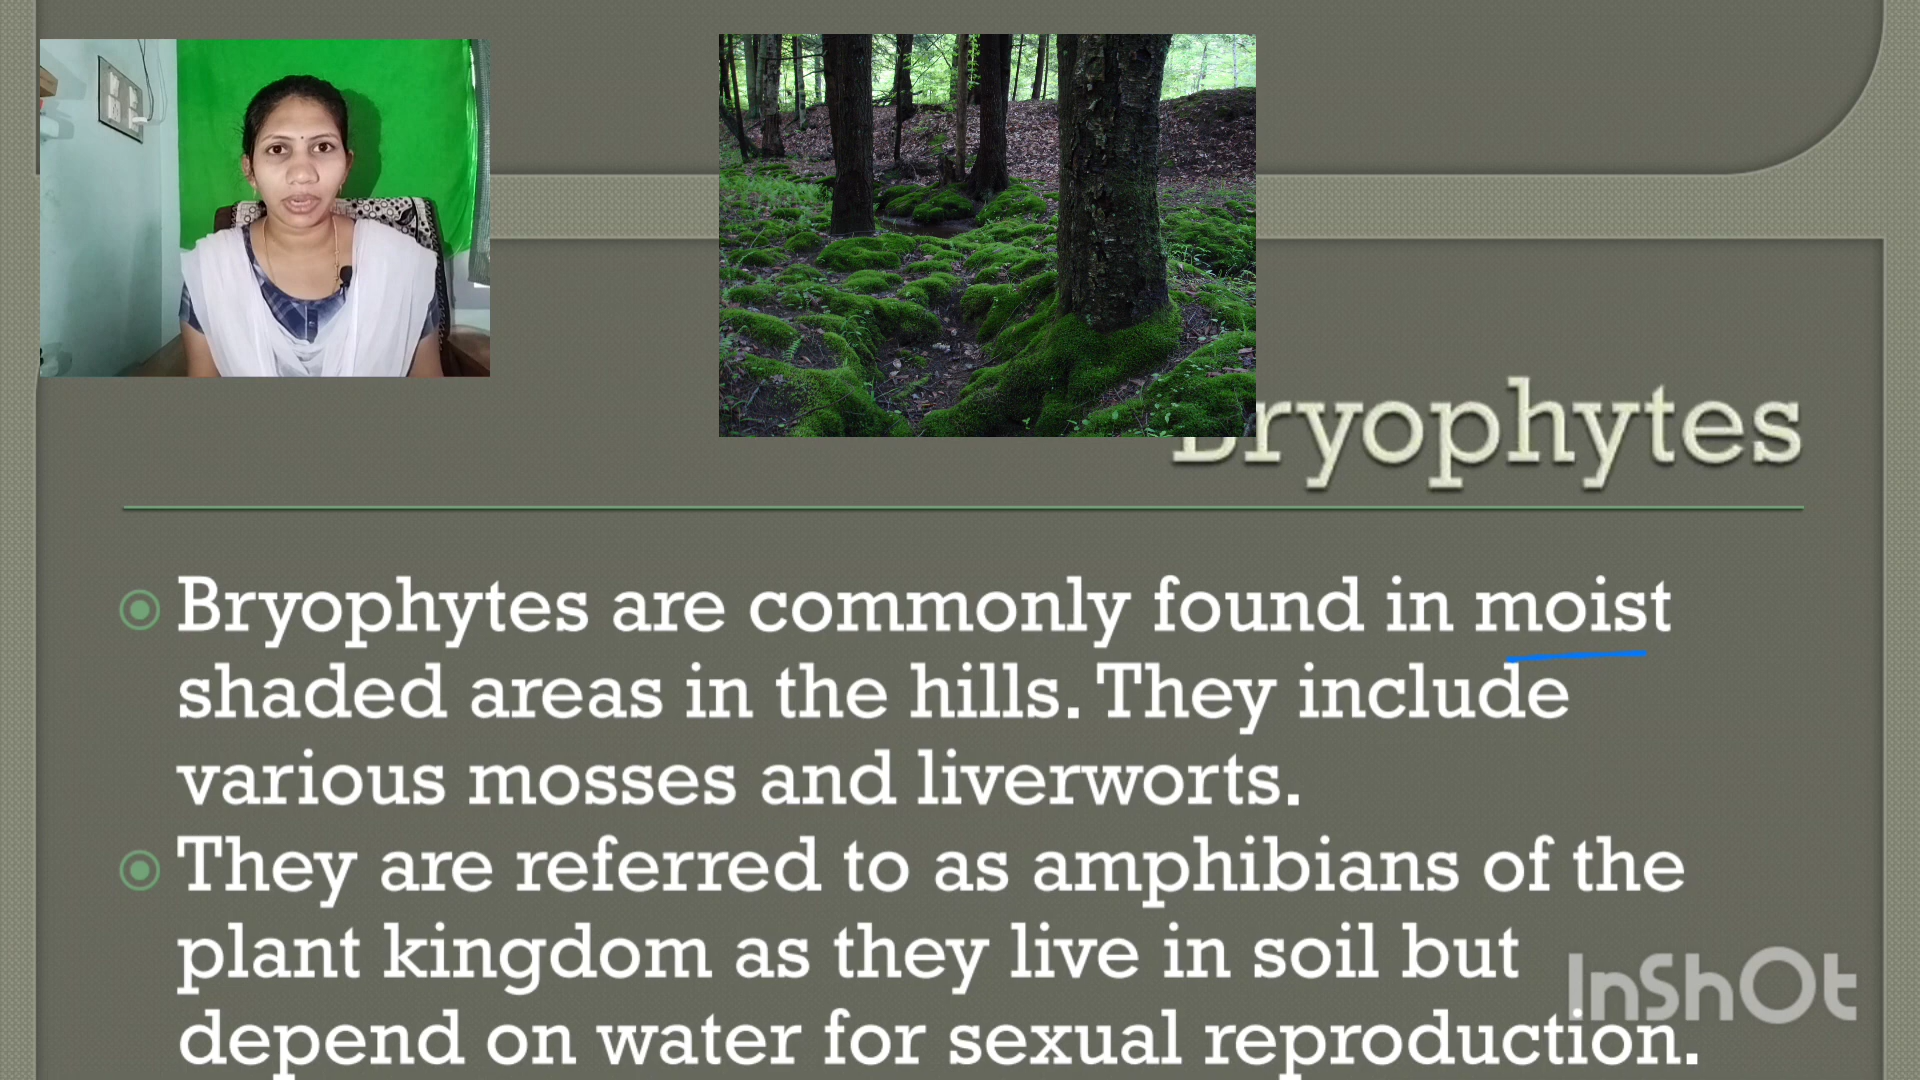 Bryophytes
Bryophytes are commonly found in moist
shaded areas in the hills. They include
various mosses and liverworts.
They are referred to as amphibians of the
plant kingdom as they live in soil but
depend on water for sexual reproduction.
InShOt